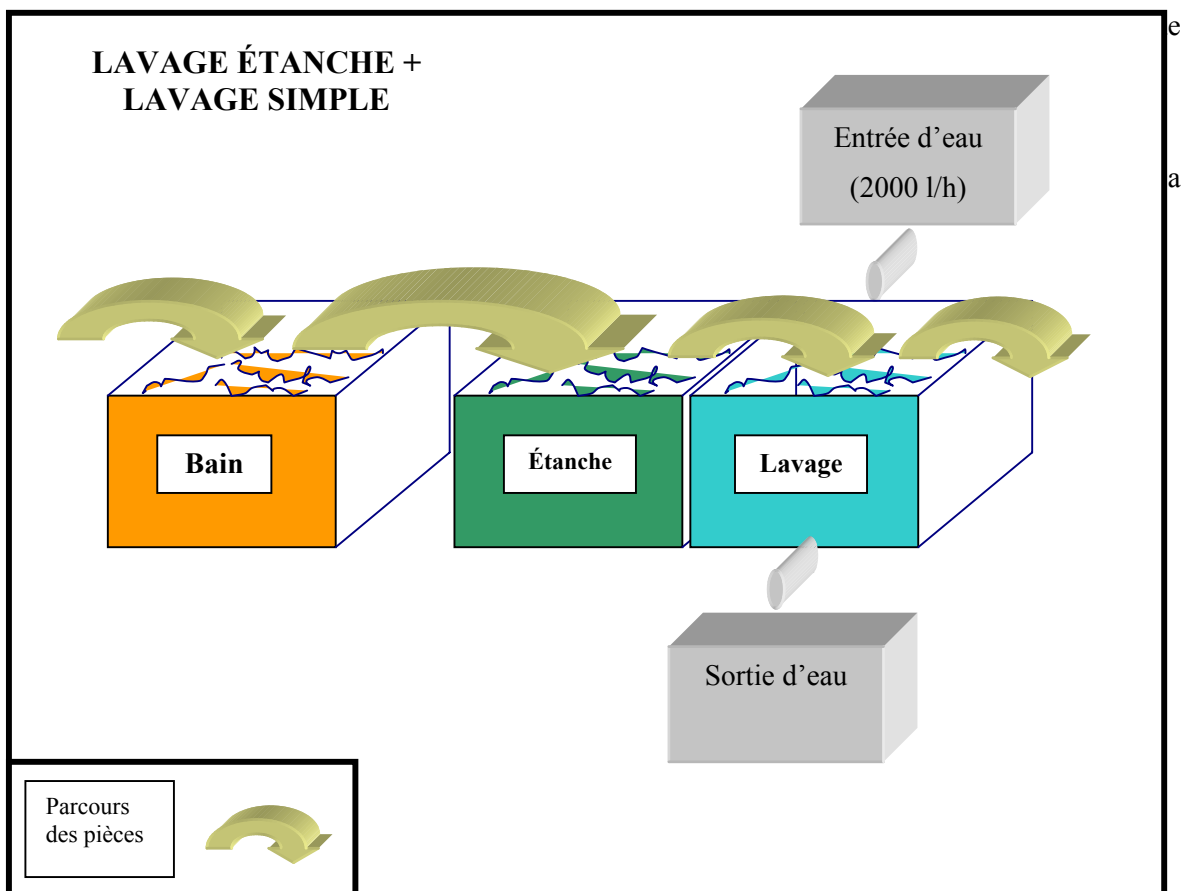 LAVAGE ÉTANCHE +
LAVAGE SIMPLE
e
a
Entrée d’eau
(2000 l/h)
Bain
Étanche
Lavage
Sortie d’eau
Parcours
des pièces